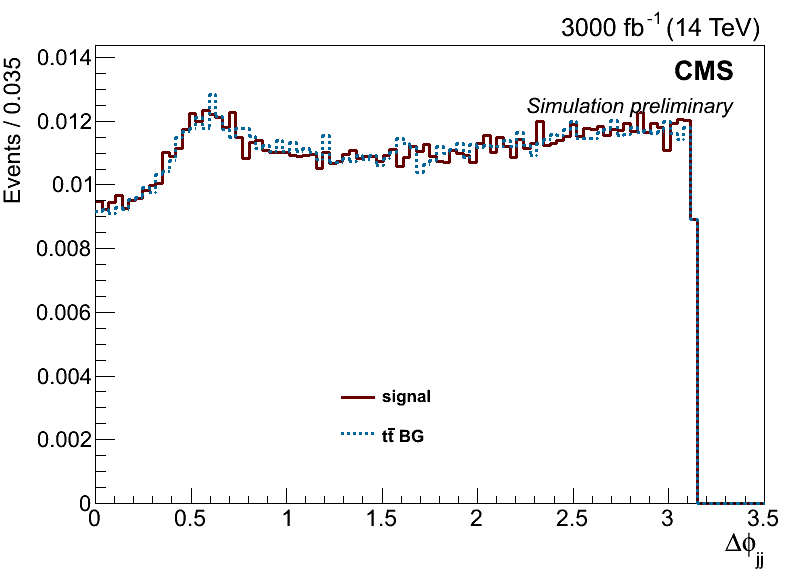 3000 fb⁻¹ (14 TeV)
CMS
Simulation preliminary
Events / 0.035
0.014
0.012
0.01
0.008
0.006
0.004
0.002
0
signal
tt̄ BG
0 0.5 1 1.5 2 2.5 3 3.5
Δϕjj